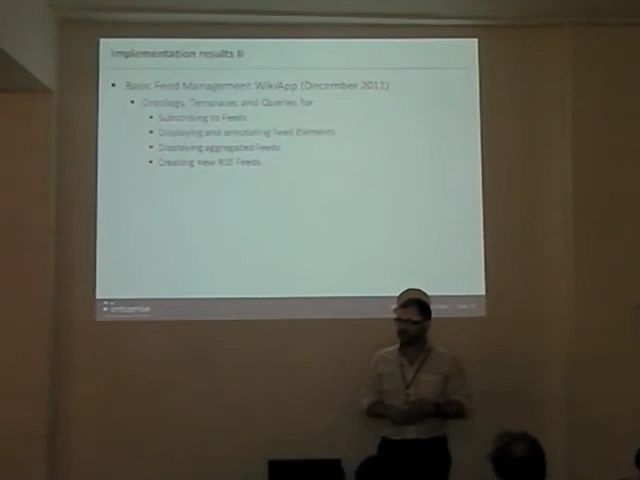 Implementation results II
Basic Feed Management WikiApp (December 2011)
Ontology, Templates and Queries for
Subscribing to Feeds
Displaying and annotating Feed Elements
Displaying aggregated Feeds
Creating new RSS Feeds